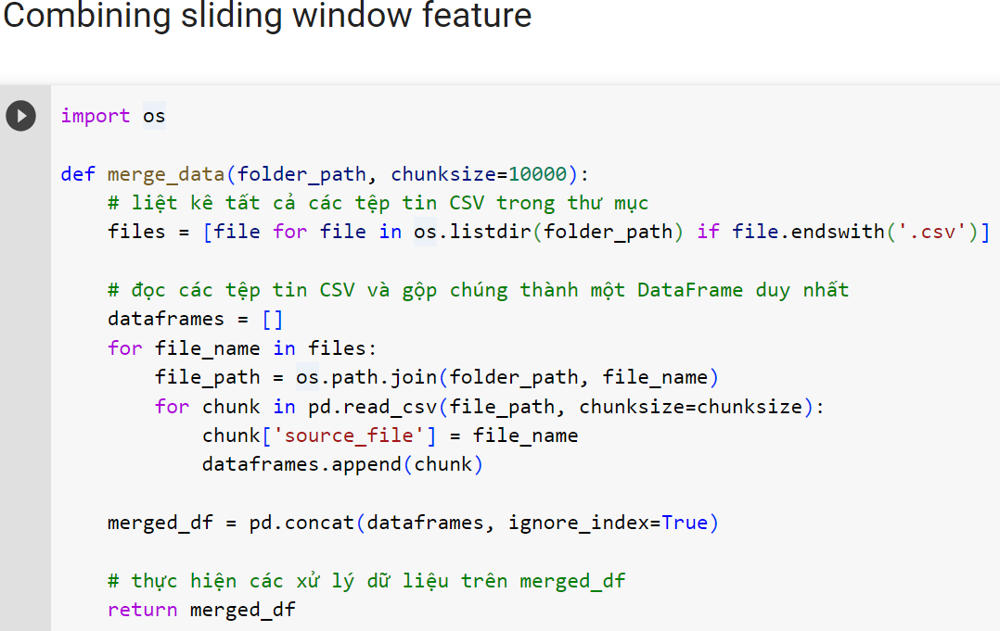 Combining sliding window feature
import os
def merge_data(folder_path, chunksize=10000):
# liệt kê tất cả các tệp tin CSV trong thư mục
files = [file for file in os.listdir(folder_path) if file.endswith('.csv')]
# đọc các tệp tin CSV và gộp chúng thành một DataFrame duy nhất
dataframes = []
for file_name in files:
file_path = os.path.join(folder_path, file_name)
for chunk in pd.read_csv(file_path, chunksize=chunksize):
chunk['source_file'] = file_name
dataframes.append(chunk)
merged_df = pd.concat(dataframes, ignore_index=True)
# thực hiện các xử lý dữ liệu trên merged_df
return merged_df